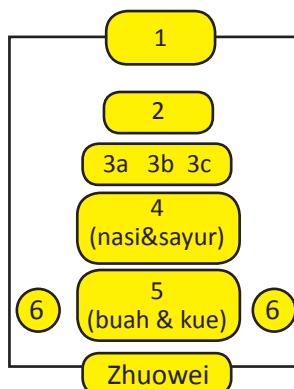 1
2
3a 3b 3c
4
(nasi&sayur)
6 5 6
(buah & kue)
Zhuowei